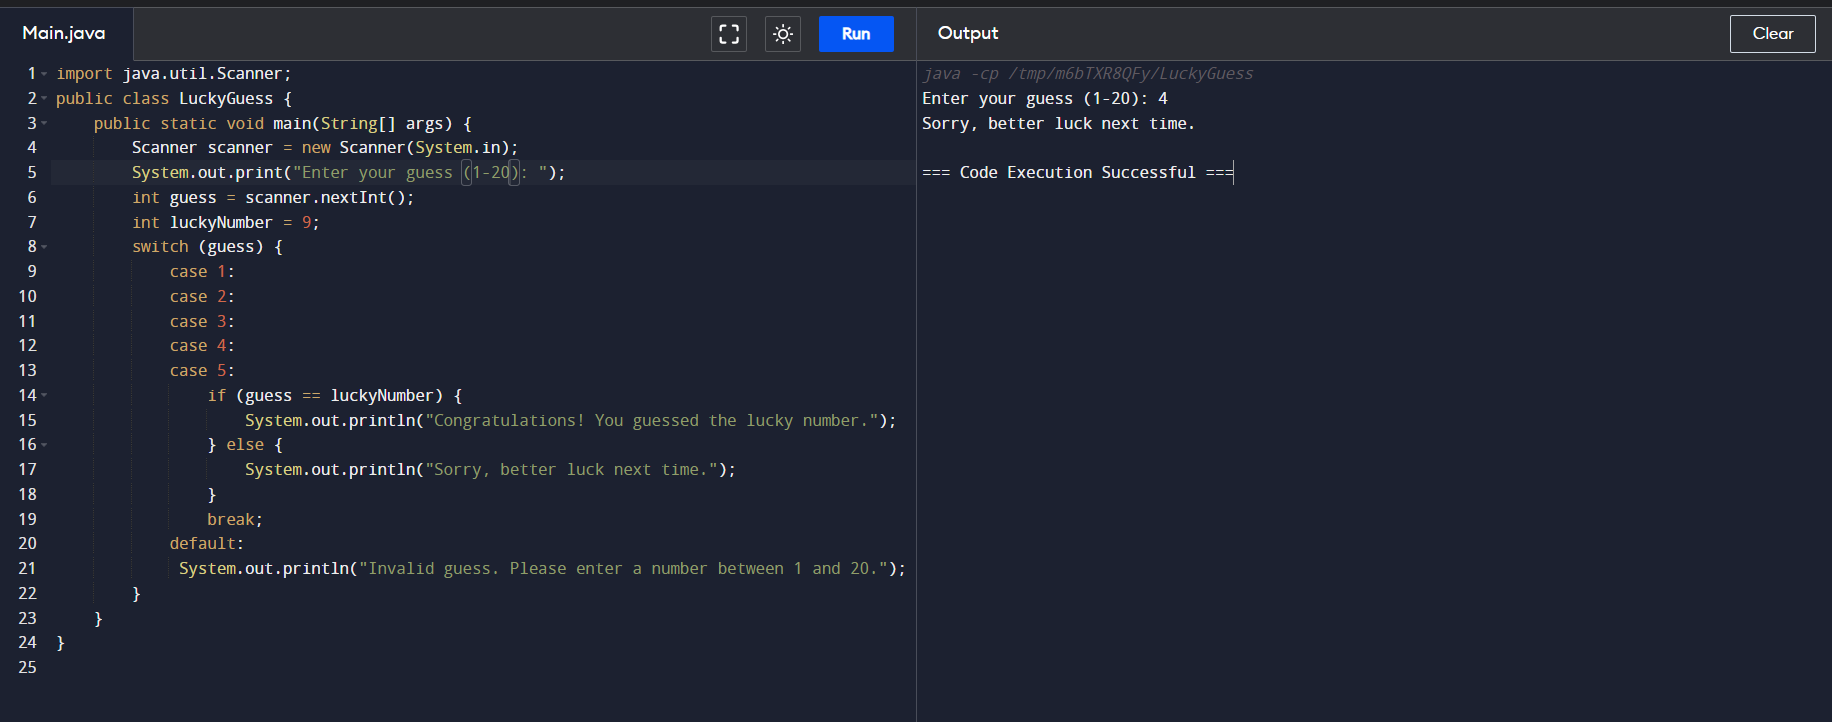 Main.java
Run
Output
Clear
1 import java.util.Scanner;
2 public class LuckyGuess {
3     public static void main(String[] args) {
4         Scanner scanner = new Scanner(System.in);
5         System.out.print("Enter your guess (1-20): ");
6         int guess = scanner.nextInt();
7         int luckyNumber = 9;
8         switch (guess) {
9             case 1:
10             case 2:
11             case 3:
12             case 4:
13             case 5:
14                 if (guess == luckyNumber) {
15                     System.out.println("Congratulations! You guessed the lucky number.");
16                 } else {
17                     System.out.println("Sorry, better luck next time.");
18                 }
19                 break;
20             default:
21              System.out.println("Invalid guess. Please enter a number between 1 and 20.");
22         }
23     }
24 }
25
java -cp /tmp/m6bTXR8QFy/LuckyGuess
Enter your guess (1-20): 4
Sorry, better luck next time.
=== Code Execution Successful ===